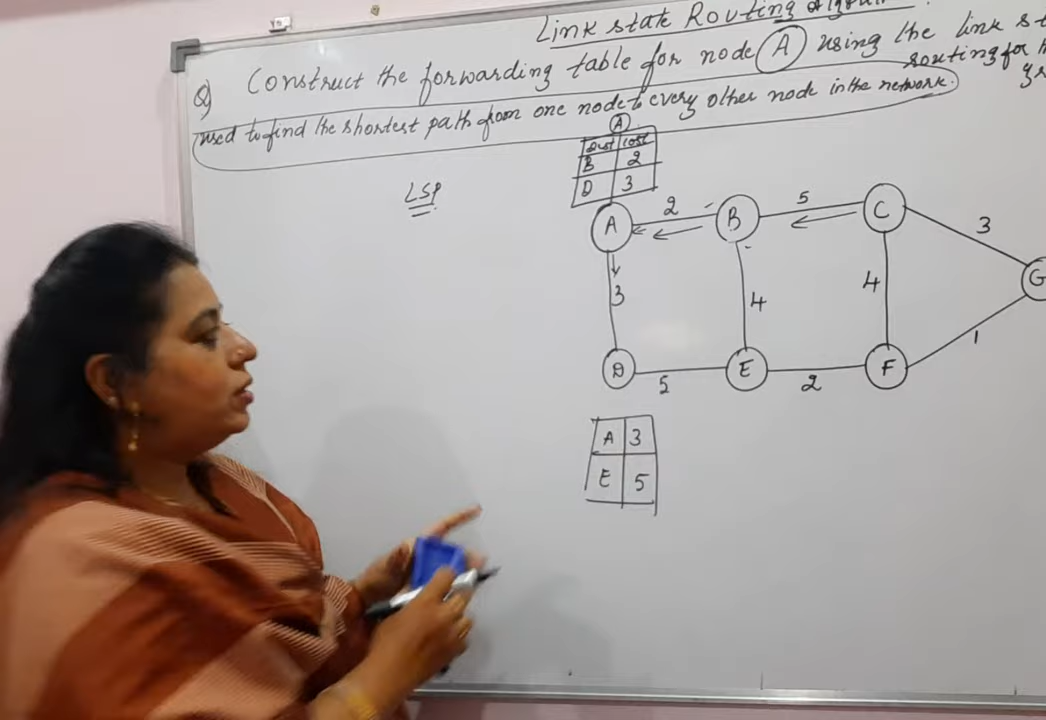 Link state Routing
Q) Construct the forwarding table for node A using the link st
routing for
used to find the shortest path from one node to every other node in the network.
A
Dest cost
B 2
D 3
LSP
A 2 B 5 C
3
3 4 4 G
1
D 5 E 2 F
A 3
E 5